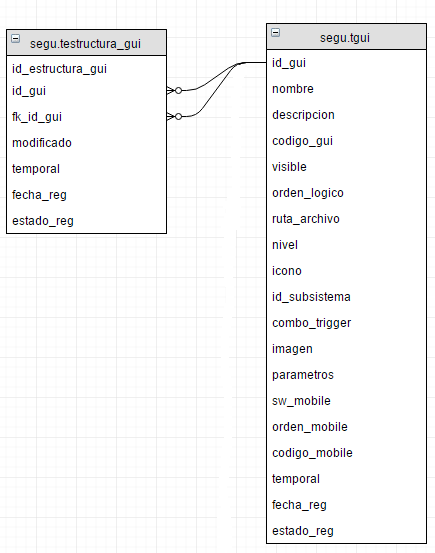 segu.testructura_gui
id_estructura_gui
id_gui
fk_id_gui
modificado
temporal
fecha_reg
estado_reg
segu.tgui
id_gui
nombre
descripcion
codigo_gui
visible
orden_logico
ruta_archivo
nivel
icono
id_subsistema
combo_trigger
imagen
parametros
sw_mobile
orden_mobile
codigo_mobile
temporal
fecha_reg
estado_reg